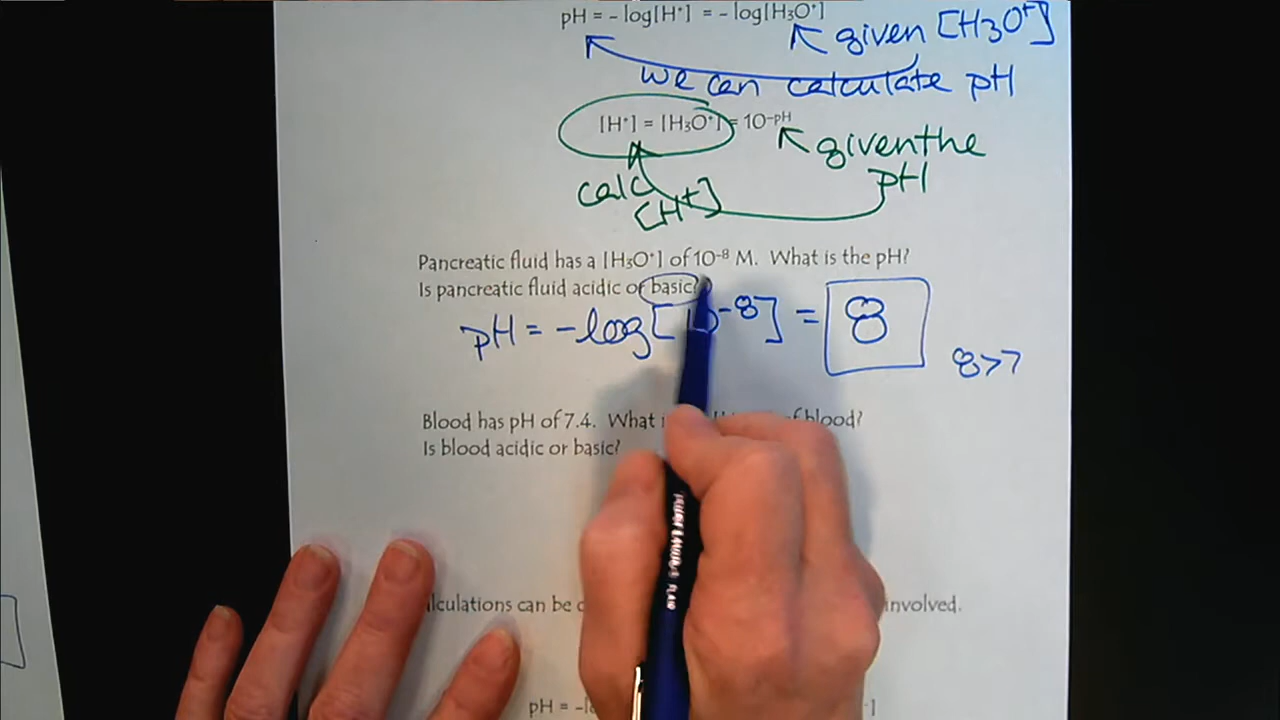 pH = - log[H⁺] = - log[H₃O⁺]
given [H3O⁺]
we can calculate pH
[H⁺] = [H₃O⁺] = 10⁻ᵖᴴ
given the
pH
calc
[H⁺]
Pancreatic fluid has a [H₃O⁺] of 10⁻⁸ M. What is the pH?
Is pancreatic fluid acidic or basic?
pH = -log[10⁻⁸] = 8
8>7
Blood has pH of 7.4. What of blood?
Is blood acidic or basic?
calculations can be involved.
pH =